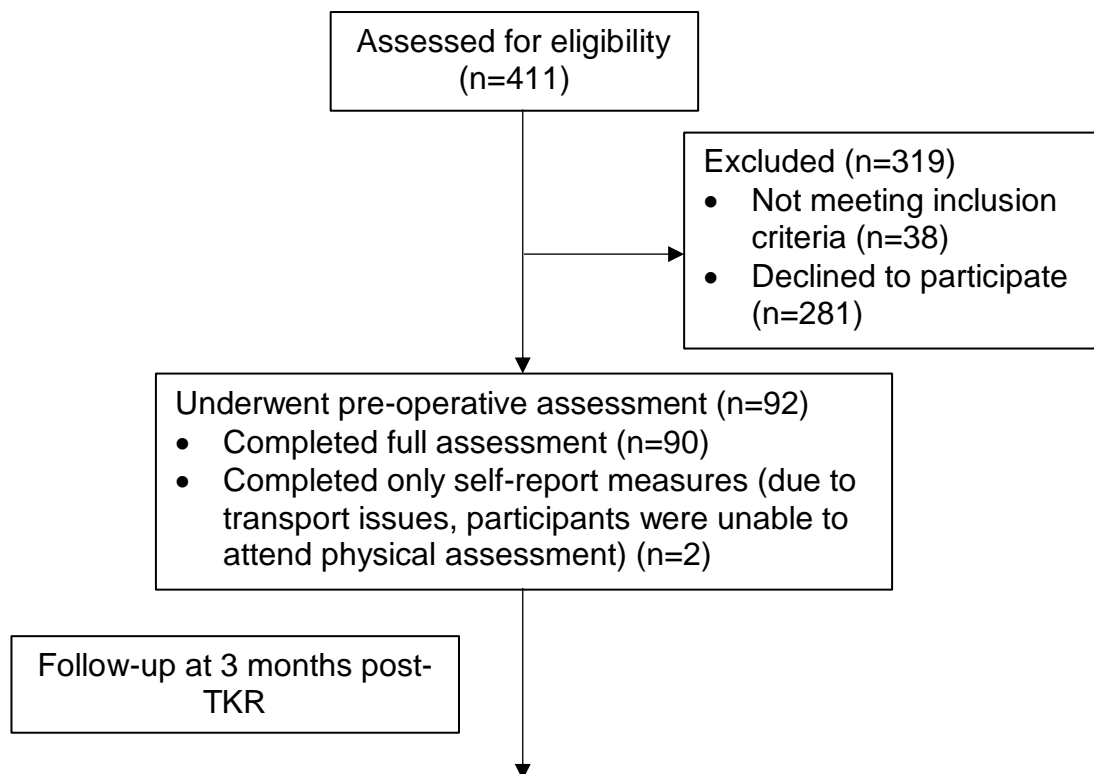 Assessed for eligibility
(n=411)
Excluded (n=319)
• Not meeting inclusion
criteria (n=38)
• Declined to participate
(n=281)
Underwent pre-operative assessment (n=92)
• Completed full assessment (n=90)
• Completed only self-report measures (due to
transport issues, participants were unable to
attend physical assessment) (n=2)
Follow-up at 3 months post-
TKR